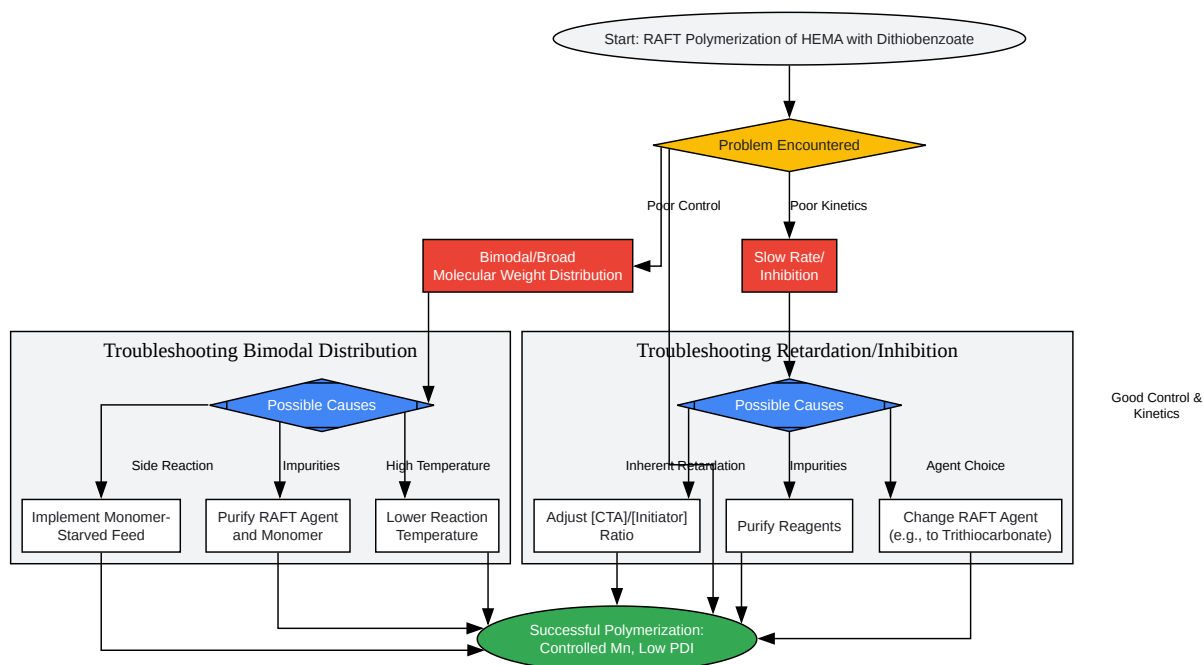 Start: RAFT Polymerization of HEMA with Dithiobenzoate
Problem Encountered
Poor Control
Poor Kinetics
Bimodal/Broad
Molecular Weight Distribution
Slow Rate/
Inhibition
Troubleshooting Bimodal Distribution
Troubleshooting Retardation/Inhibition
Possible Causes
Possible Causes
Good Control &
Kinetics
Side Reaction
Impurities
High Temperature
Inherent Retardation
Impurities
Agent Choice
Implement Monomer-
Starved Feed
Purify RAFT Agent
and Monomer
Lower Reaction
Temperature
Adjust [CTA]/[Initiator]
Ratio
Purify Reagents
Change RAFT Agent
(e.g., to Trithiocarbonate)
Successful Polymerization:
Controlled Mn, Low PDI